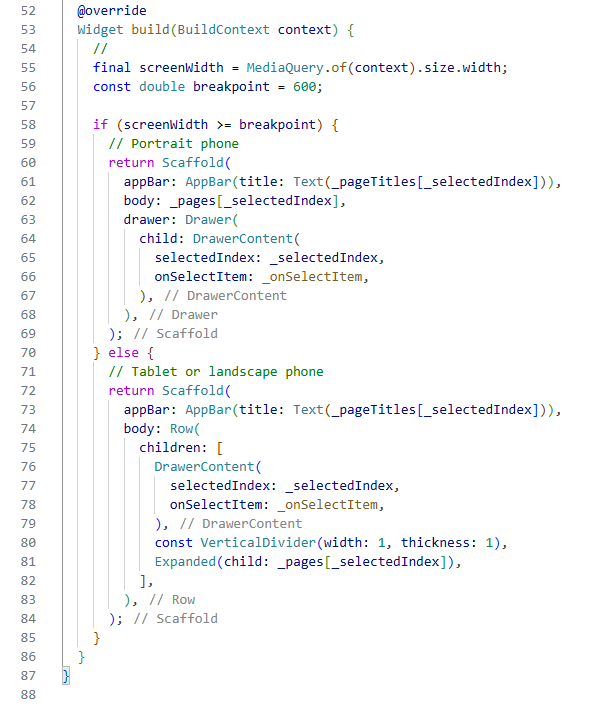 52 @override
53 Widget build(BuildContext context) {
54 //
55 final screenWidth = MediaQuery.of(context).size.width;
56 const double breakpoint = 600;
57
58 if (screenWidth >= breakpoint) {
59 // Portrait phone
60 return Scaffold(
61 appBar: AppBar(title: Text(_pageTitles[_selectedIndex])),
62 body: _pages[_selectedIndex],
63 drawer: Drawer(
64 child: DrawerContent(
65 selectedIndex: _selectedIndex,
66 onSelectItem: _onSelectItem,
67 ), // DrawerContent
68 ), // Drawer
69 ); // Scaffold
70 } else {
71 // Tablet or landscape phone
72 return Scaffold(
73 appBar: AppBar(title: Text(_pageTitles[_selectedIndex])),
74 body: Row(
75 children: [
76 DrawerContent(
77 selectedIndex: _selectedIndex,
78 onSelectItem: _onSelectItem,
79 ), // DrawerContent
80 const VerticalDivider(width: 1, thickness: 1),
81 Expanded(child: _pages[_selectedIndex]),
82 ],
83 ), // Row
84 ); // Scaffold
85 }
86 }
87 }
88